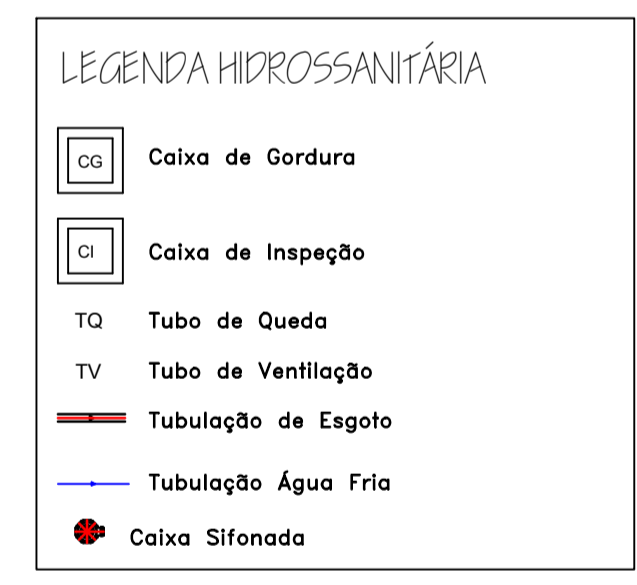 LEGENDA HIDROSSANITÁRIA
CG Caixa de Gordura
CI Caixa de Inspeção
TQ Tubo de Queda
TV Tubo de Ventilação
Tubulação de Esgoto
Tubulação Água Fria
Caixa Sifonada